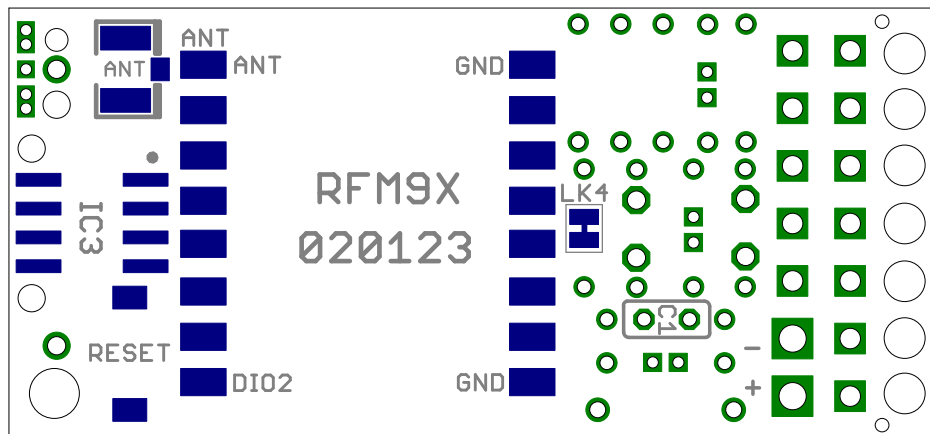 ANT
ANT
ANT
GND
RFM9X
LK4
020123
IC3
C1
RESET
-
+
DIO2
GND